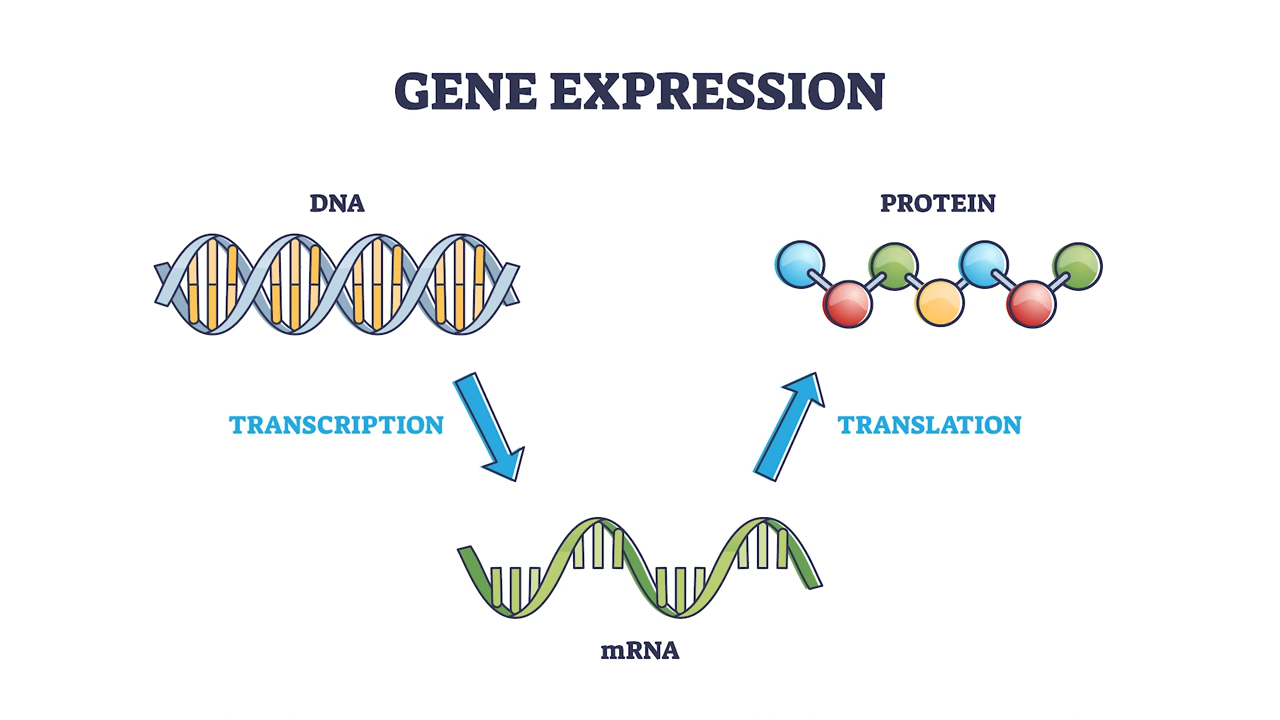 GENE EXPRESSION
DNA
PROTEIN
TRANSCRIPTION
TRANSLATION
mRNA